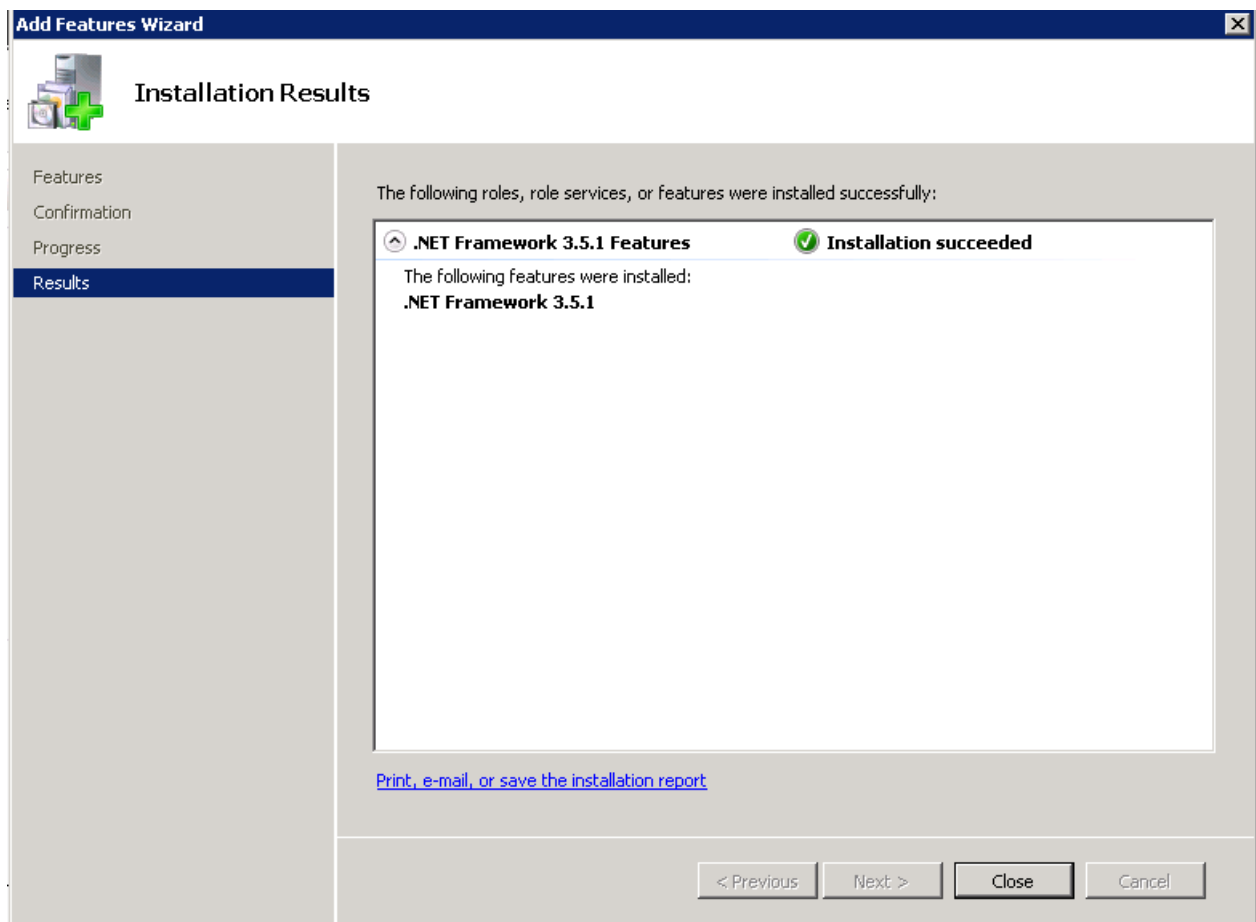 Add Features Wizard
Installation Results
Features
Confirmation
Progress
Results
The following roles, role services, or features were installed successfully:
.NET Framework 3.5.1 Features Installation succeeded
The following features were installed:
.NET Framework 3.5.1
Print, e-mail, or save the installation report
< Previous Next > Close Cancel